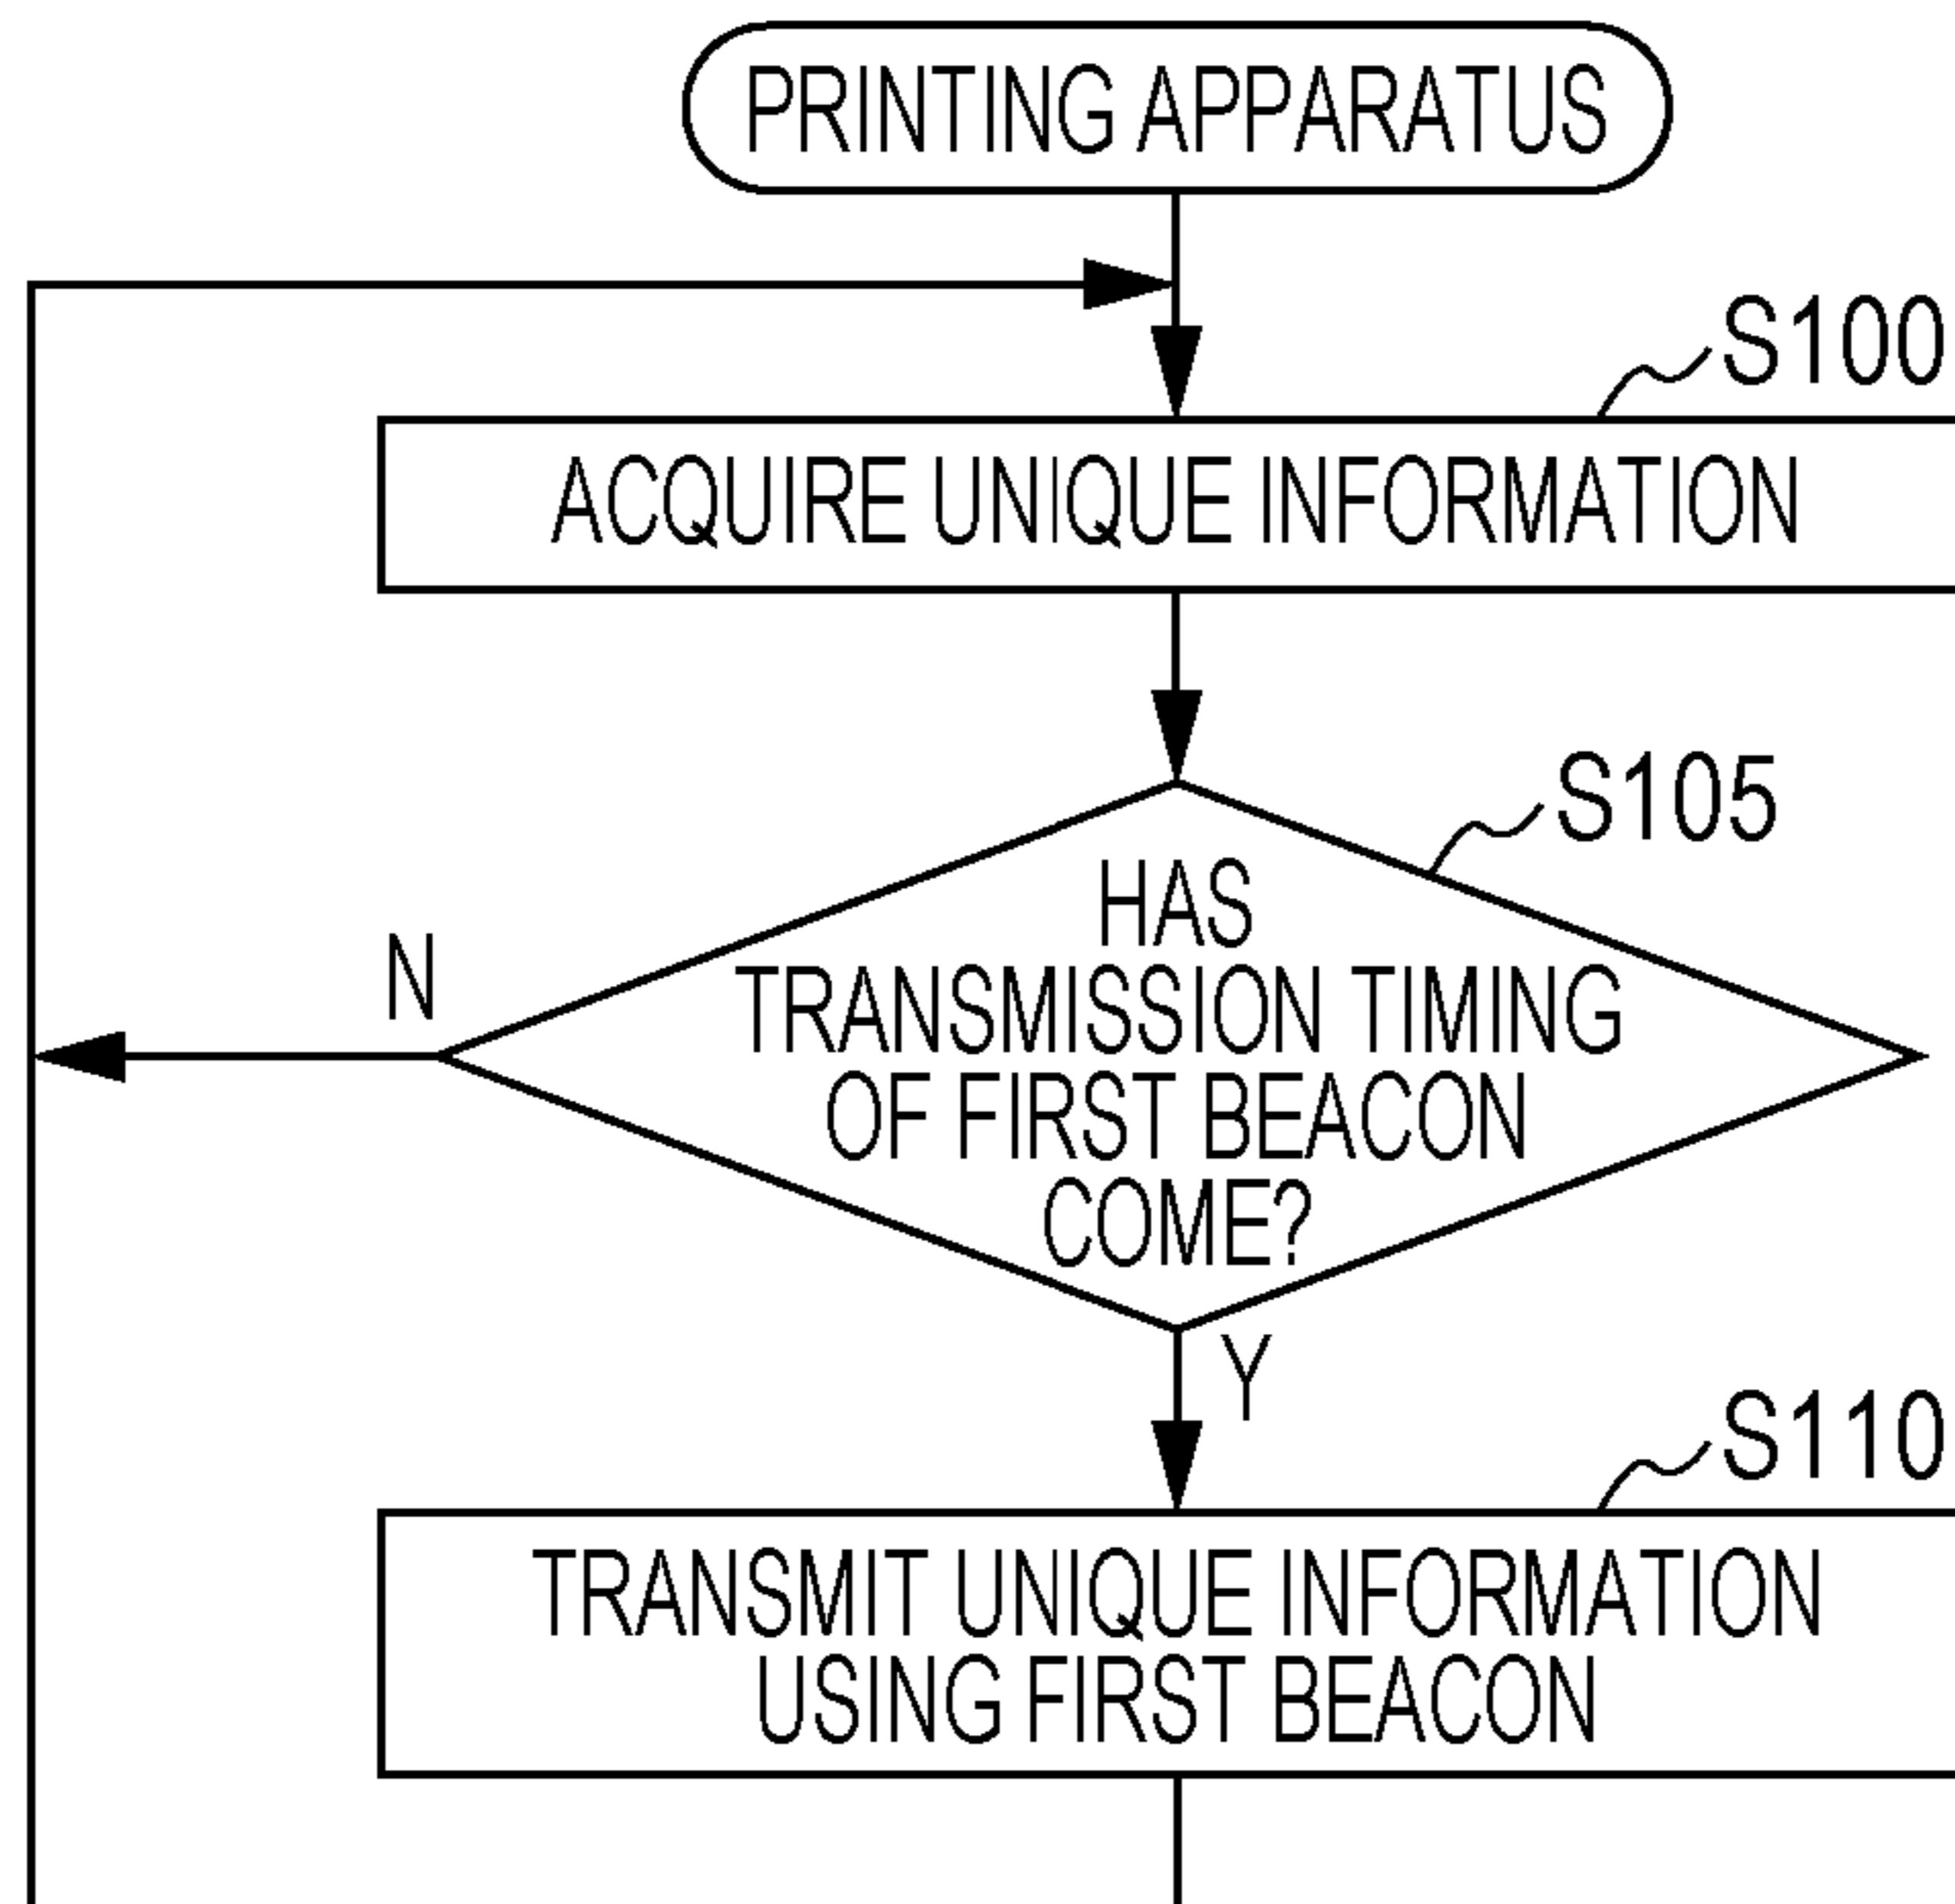 PRINTING APPARATUS
S100
ACQUIRE UNIQUE INFORMATION
S105
HAS
TRANSMISSION TIMING
OF FIRST BEACON
COME?
N
Y
S110
TRANSMIT UNIQUE INFORMATION
USING FIRST BEACON